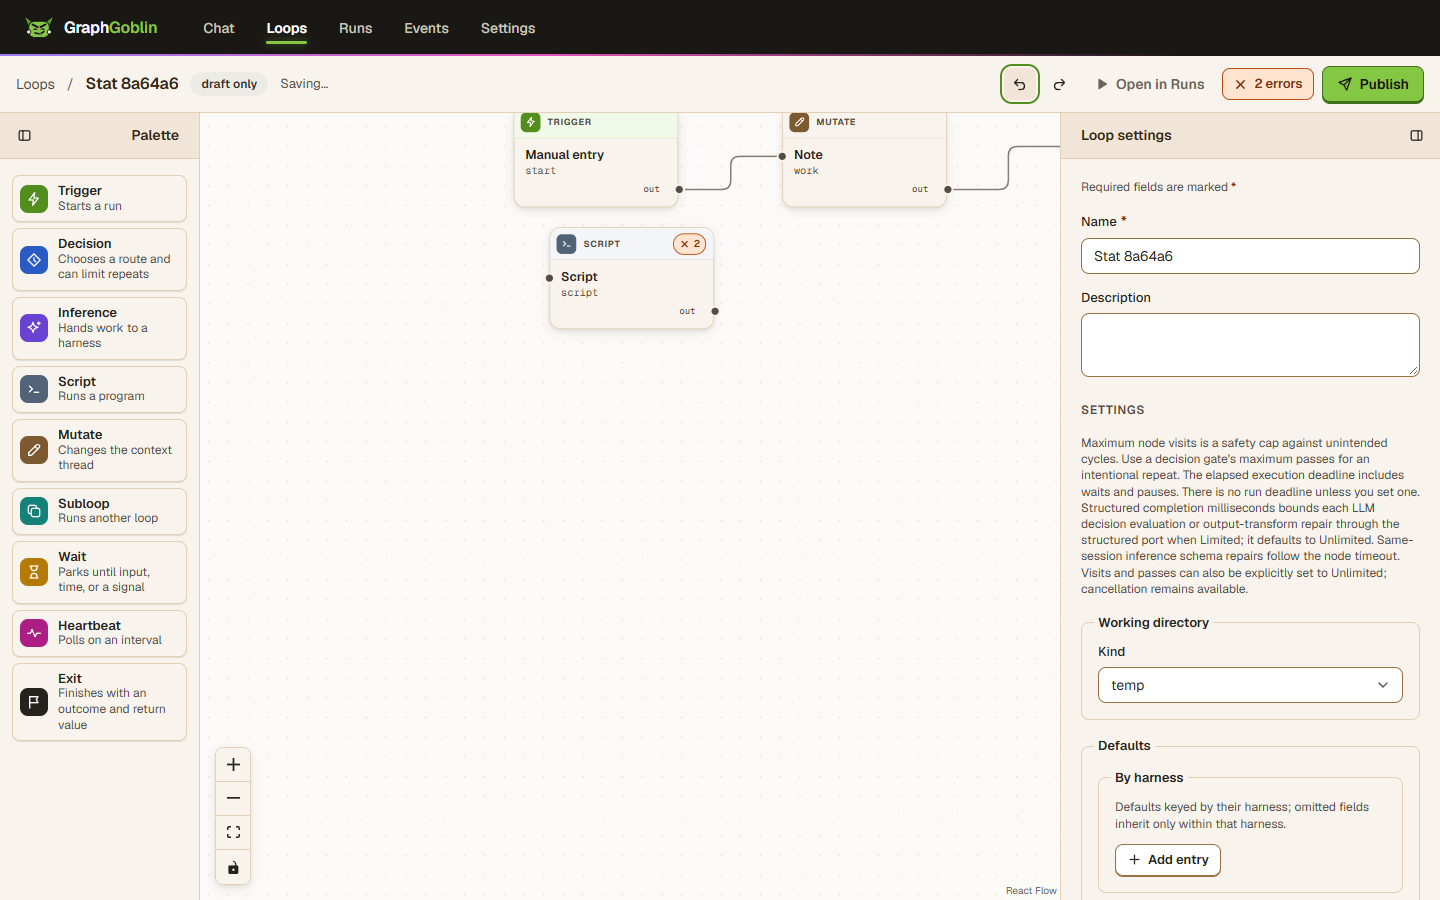 GraphGoblin
Chat
Loops
Runs
Events
Settings
Loops / Stat 8a64a6
draft only
Saving...
Open in Runs
2 errors
Publish
Palette
Trigger
Starts a run
Decision
Chooses a route and
can limit repeats
Inference
Hands work to a
harness
Script
Runs a program
Mutate
Changes the context
thread
Subloop
Runs another loop
Wait
Parks until input,
time, or a signal
Heartbeat
Polls on an interval
Exit
Finishes with an
outcome and return
value
TRIGGER
Manual entry
start
out
MUTATE
Note
work
out
SCRIPT
2
Script
script
out
React Flow
Loop settings
Required fields are marked *
Name *
Stat 8a64a6
Description
SETTINGS
Maximum node visits is a safety cap against unintended
cycles. Use a decision gate's maximum passes for an
intentional repeat. The elapsed execution deadline includes
waits and pauses. There is no run deadline unless you set one.
Structured completion milliseconds bounds each LLM
decision evaluation or output-transform repair through the
structured port when Limited; it defaults to Unlimited. Same-
session inference schema repairs follow the node timeout.
Visits and passes can also be explicitly set to Unlimited;
cancellation remains available.
Working directory
Kind
temp
Defaults
By harness
Defaults keyed by their harness; omitted fields
inherit only within that harness.
Add entry